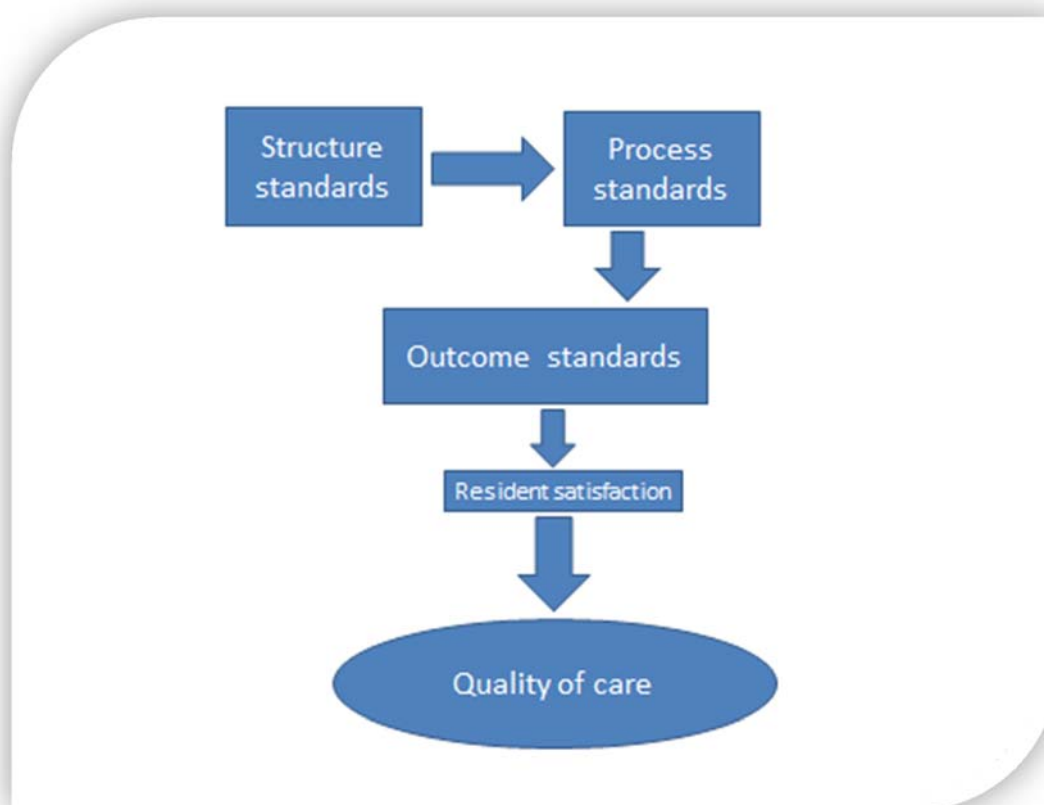 Structure
standards
Process
standards
Outcome standards
Resident satisfaction
Quality of care